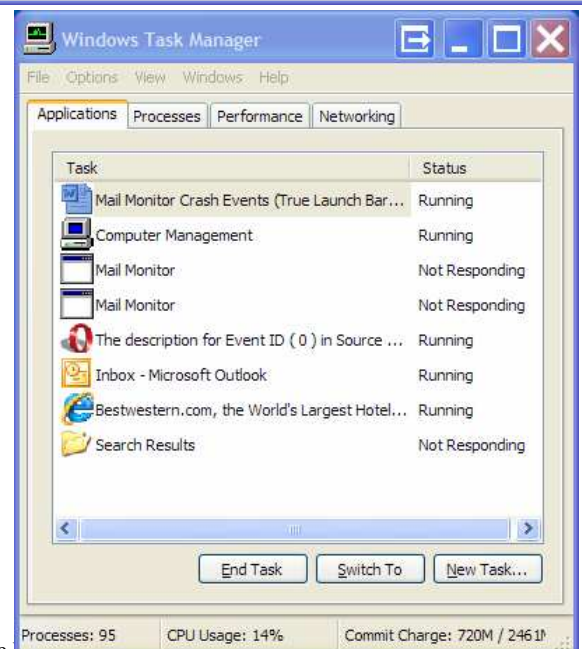 Windows Task Manager
File Options View Windows Help
Applications Processes Performance Networking
Task Status
Mail Monitor Crash Events (True Launch Bar... Running
Computer Management Running
Mail Monitor Not Responding
Mail Monitor Not Responding
The description for Event ID ( 0 ) in Source ... Running
Inbox - Microsoft Outlook Running
Bestwestern.com, the World's Largest Hotel... Running
Search Results Not Responding
End Task Switch To New Task...
Processes: 95 CPU Usage: 14% Commit Charge: 720M / 2461